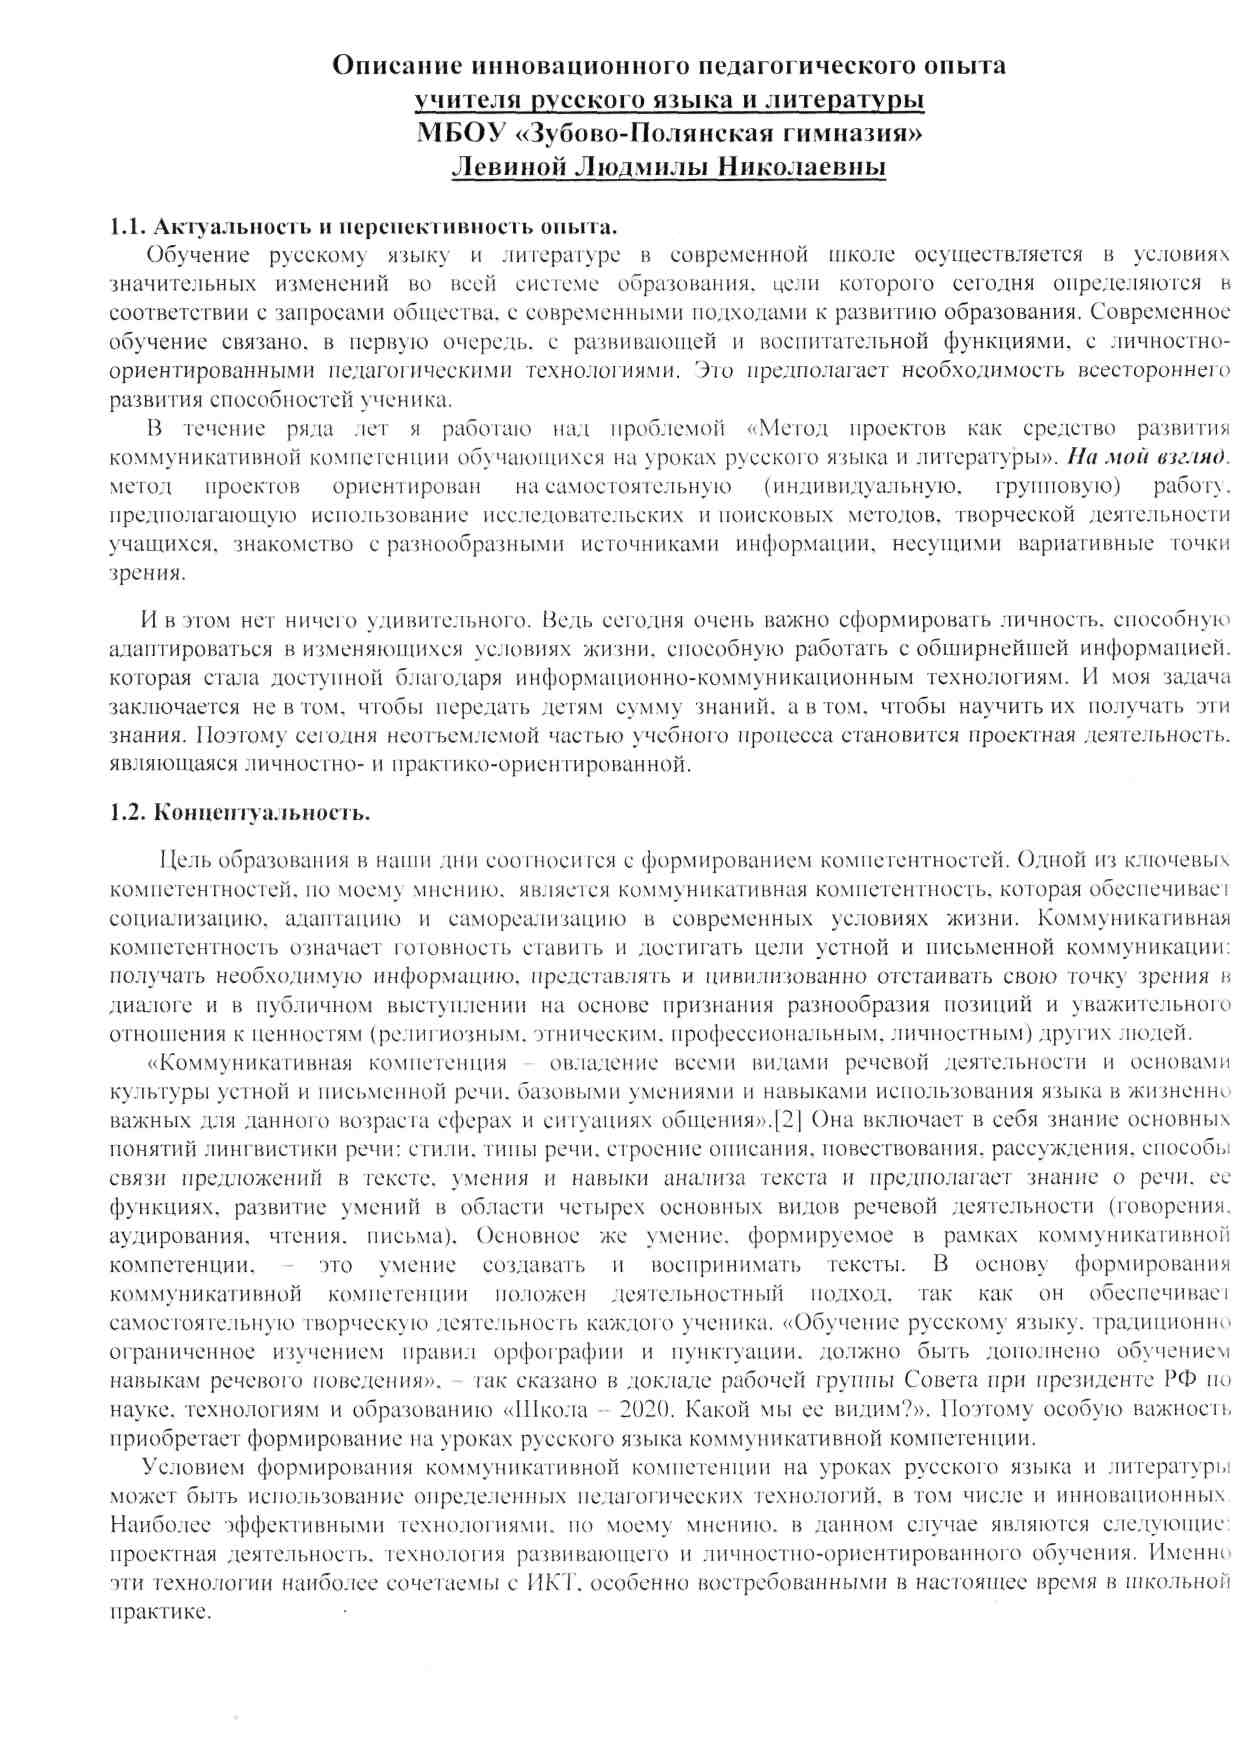 Описание инновационного педагогического опыта
учителя русского языка и литературы
МБОУ «Зубово-Полянская гимназия»
Левиной Людмилы Николаевны
1.1. Актуальность и перспективность опыта.
Обучение русскому языку и литературе в современной школе осуществляется в условиях
значительных изменений во всей системе образования, цели которого сегодня определяются в
соответствии с запросами общества, с современными подходами к развитию образования. Современное
обучение связано, в первую очередь, с развивающей и воспитательной функциями, с личностно-
ориентированными педагогическими технологиями. Это предполагает необходимость всестороннего
развития способностей ученика.
В течение ряда лет я работаю над проблемой «Метод проектов как средство развития
коммуникативной компетенции обучающихся на уроках русского языка и литературы». На мой взгляд,
метод проектов ориентирован на самостоятельную (индивидуальную, групповую) работу,
предполагающую использование исследовательских и поисковых методов, творческой деятельности
учащихся, знакомство с разнообразными источниками информации, несущими вариативные точки
зрения.
И в этом нет ничего удивительного. Ведь сегодня очень важно сформировать личность, способную
адаптироваться в изменяющихся условиях жизни, способную работать с обширнейшей информацией,
которая стала доступной благодаря информационно-коммуникационным технологиям. И моя задача
заключается не в том, чтобы передать детям сумму знаний, а в том, чтобы научить их получать эти
знания. Поэтому сегодня неотъемлемой частью учебного процесса становится проектная деятельность,
являющаяся личностно- и практико-ориентированной.
1.2. Концептуальность.
Цель образования в наши дни соотносится с формированием компетентностей. Одной из ключевых
компетентностей, по моему мнению, является коммуникативная компетентность, которая обеспечивает
социализацию, адаптацию и самореализацию в современных условиях жизни. Коммуникативная
компетентность означает готовность ставить и достигать цели устной и письменной коммуникации:
получать необходимую информацию, представлять и цивилизованно отстаивать свою точку зрения в
диалоге и в публичном выступлении на основе признания разнообразия позиций и уважительного
отношения к ценностям (религиозным, этническим, профессиональным, личностным) других людей.
«Коммуникативная компетенция – овладение всеми видами речевой деятельности и основами
культуры устной и письменной речи, базовыми умениями и навыками использования языка в жизненно
важных для данного возраста сферах и ситуациях общения».[2] Она включает в себя знание основных
понятий лингвистики речи: стили, типы речи, строение описания, повествования, рассуждения, способы
связи предложений в тексте, умения и навыки анализа текста и предполагает знание о речи, ее
функциях, развитие умений в области четырех основных видов речевой деятельности (говорения,
аудирования, чтения, письма). Основное же умение, формируемое в рамках коммуникативной
компетенции, – это умение создавать и воспринимать тексты. В основу формирования
коммуникативной компетенции положен деятельностный подход, так как он обеспечивает
самостоятельную творческую деятельность каждого ученика. «Обучение русскому языку, традиционно
ограниченное изучением правил орфографии и пунктуации, должно быть дополнено обучением
навыкам речевого поведения», – так сказано в докладе рабочей группы Совета при президенте РФ по
науке, технологиям и образованию «Школа – 2020. Какой мы ее видим?». Поэтому особую важность
приобретает формирование на уроках русского языка коммуникативной компетенции.
Условием формирования коммуникативной компетенции на уроках русского языка и литературы
может быть использование определенных педагогических технологий, в том числе и инновационных.
Наиболее эффективными технологиями, по моему мнению, в данном случае являются следующие:
проектная деятельность, технология развивающего и личностно-ориентированного обучения. Именно
эти технологии наиболее сочетаемы с ИКТ, особенно востребованными в настоящее время в школьной
практике.